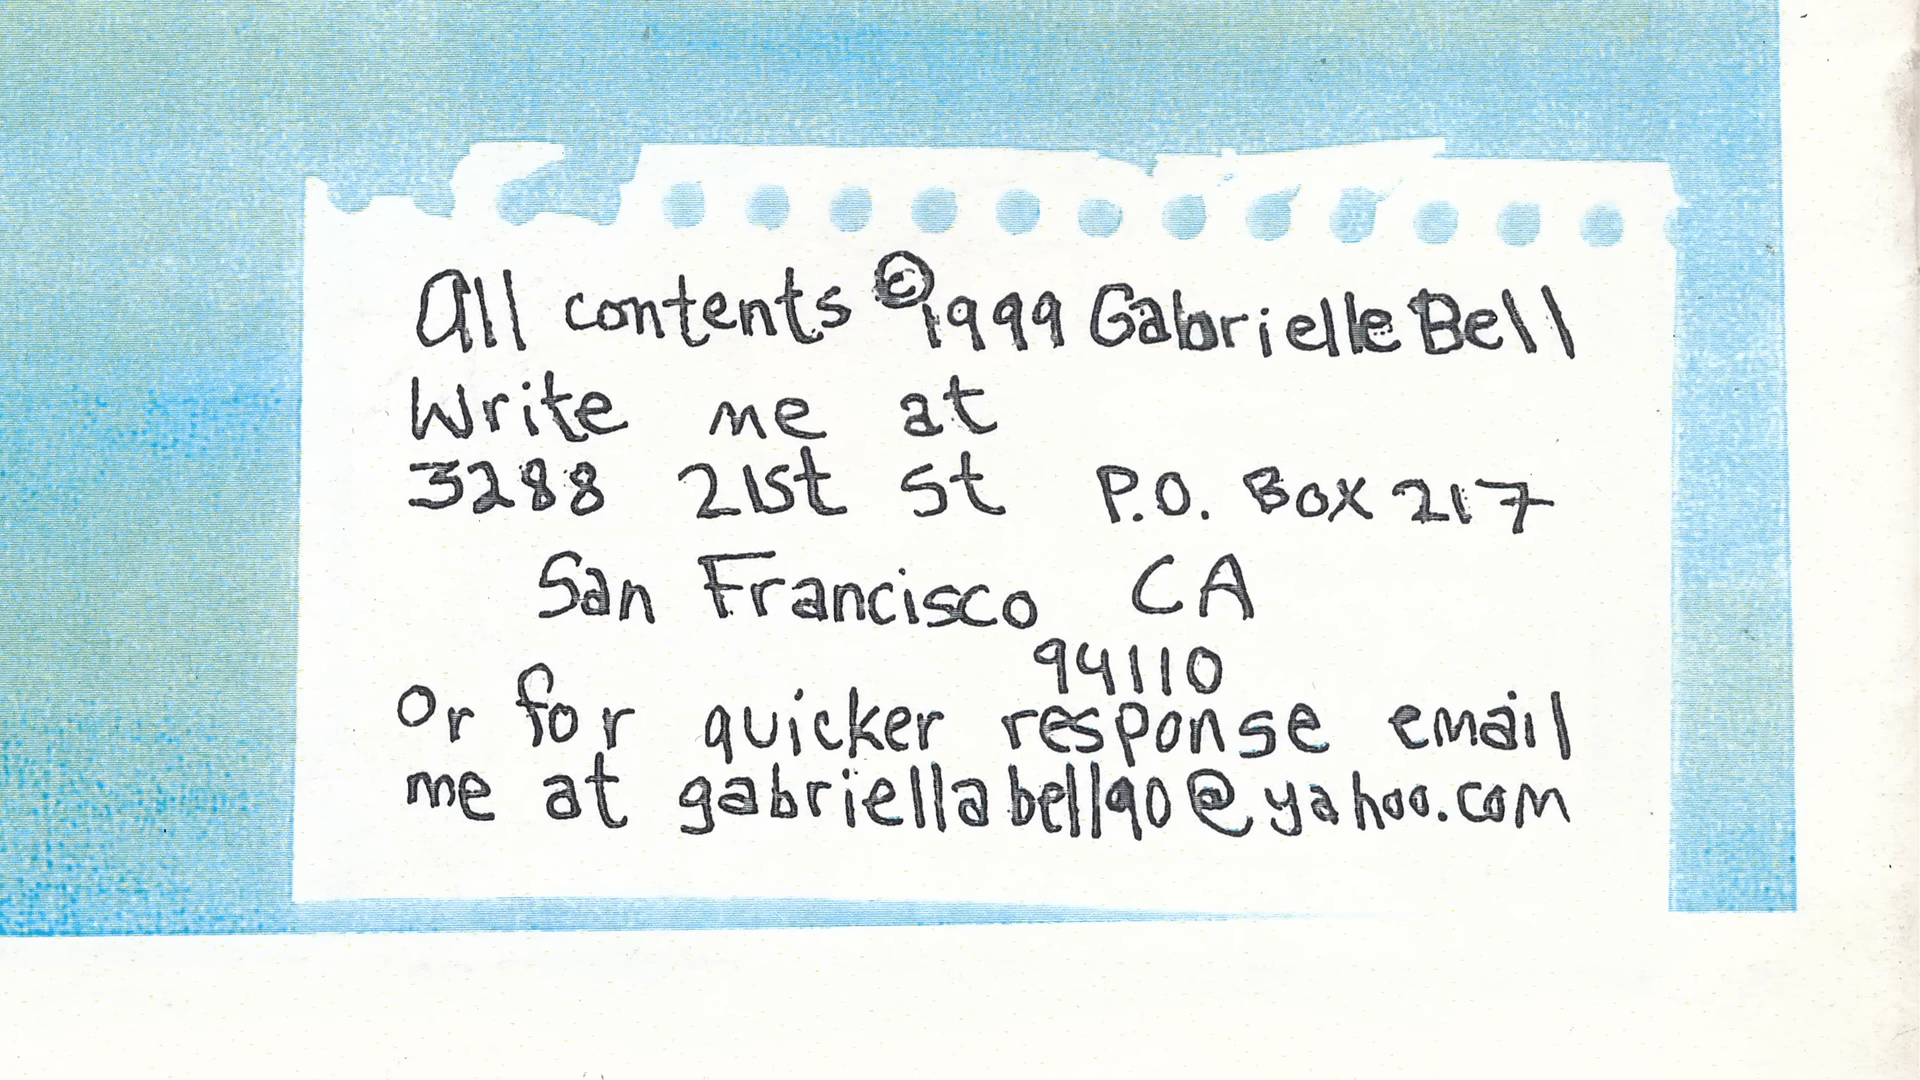 All contents ©1999 Gabrielle Bell
Write me at
3288 21st St P.O. Box 217
San Francisco CA
94110
Or for quicker response email
me at gabriellabell90@yahoo.com